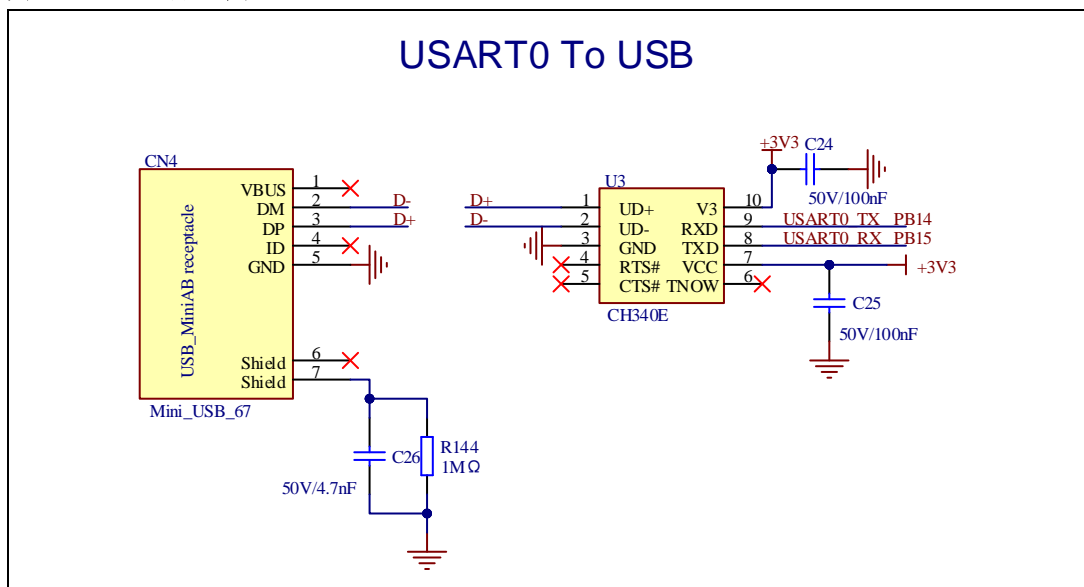 USART0 To USB
CN4
USB_MiniAB receptacle
VBUS 1
DM 2 D-
DP 3 D+
ID 4
GND 5
Shield 6
Shield 7
Mini_USB_67
C26
50V/4.7nF
R144
1MΩ
U3
D+ 1 UD+ V3 10
D- 2 UD- RXD 9 USART0_TX_PB14
3 GND TXD 8 USART0_RX_PB15
4 RTS# VCC 7 +3V3
5 CTS# TNOW 6
CH340E
+3V3
C24
50V/100nF
C25
50V/100nF